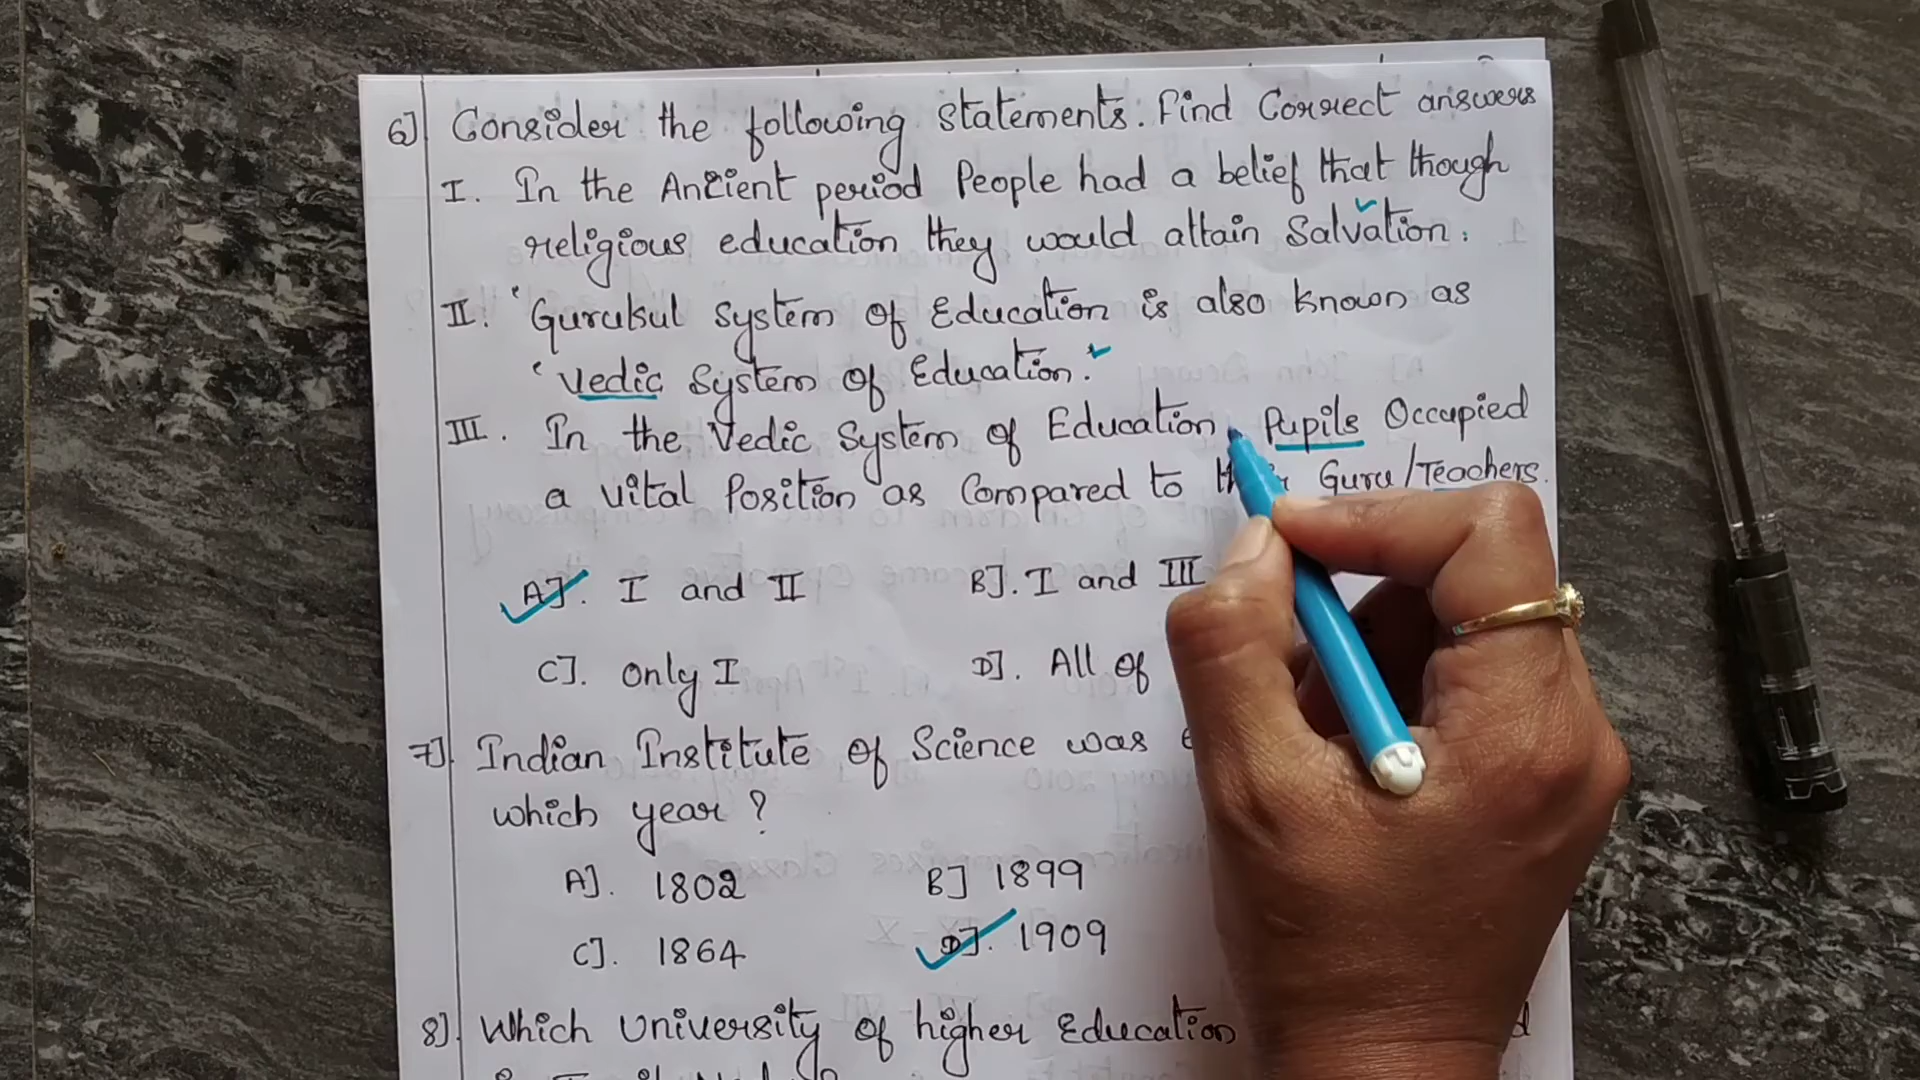 6] Consider the following statements. Find Correct answers
I. In the Ancient period People had a belief that though
religious education they would attain Salvation.
II. 'Gurukul System of Education is also known as
'Vedic System of Education.
III. In the Vedic System of Education Pupils Occupied
a vital Position as Compared to Guru/Teachers.
A]. I and II B]. I and III
C]. only I D]. All of
7]. Indian Institute of Science was
which year?
A]. 1802 B] 1899
C]. 1864 D]. 1909
8]. Which University of higher Education